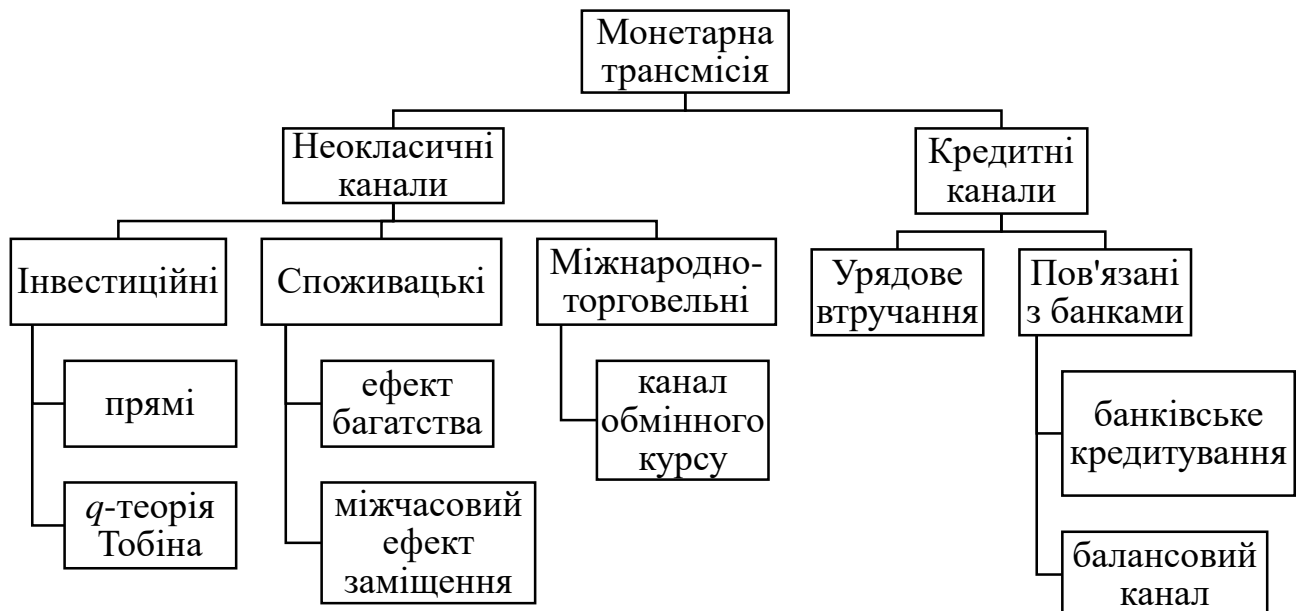 Монетарна
трансмісія
Неокласичні
канали
Кредитні
канали
Інвестиційні
Споживацькі
Міжнародно-
торговельні
Урядове
втручання
Пов'язані
з банками
прямі
q-теорія
Тобіна
ефект
багатства
міжчасовий
ефект
заміщення
канал
обмінного
курсу
банківське
кредитування
балансовий
канал